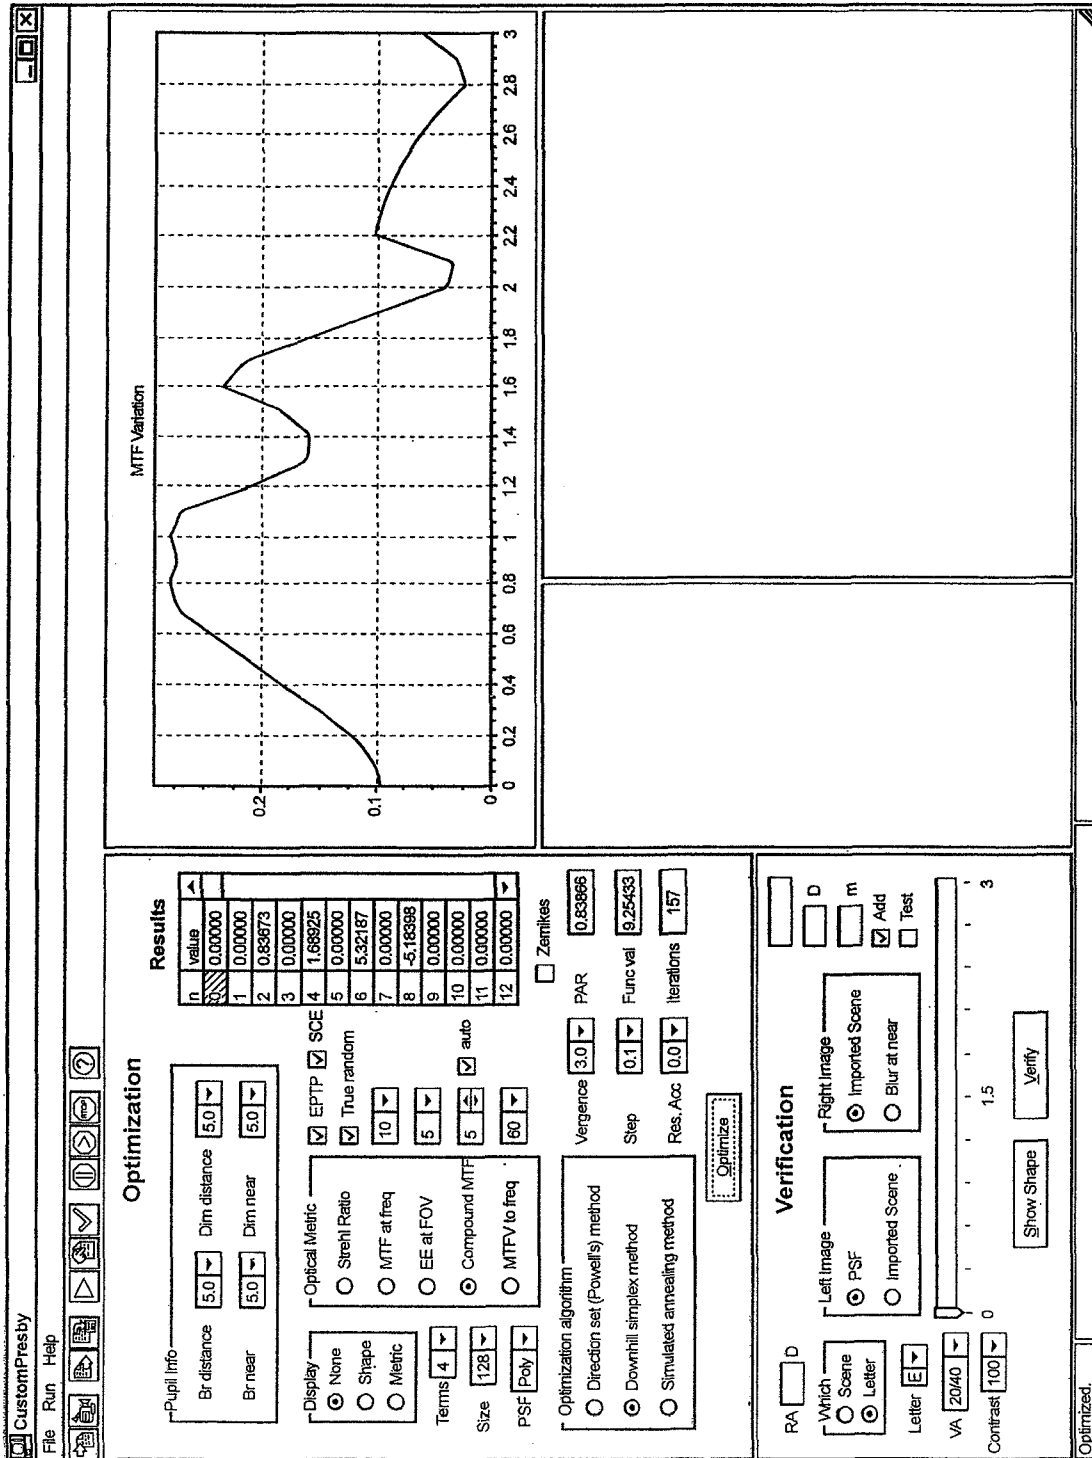 CustomPresby
File Run Help
Optimization
Pupil Info
Br distance 5.0 Dim distance 5.0
Br near 5.0 Dim near 5.0
Display
None
Shape
Metric
Terms 4
Size 128
PSF Poly
Optical Metric
Strehl Ratio
MTF at freq
EE at FOV
Compound MTF
MTFV to freq
EPTP SCE
True random
10
5
5 auto
60
Optimization algorithm
Direction set (Powell's) method
Downhill simplex method
Simulated annealing method
Vergence 3.0 PAR 0.83866
Step 0.1 Func val 9.25433
Res. Acc 0.0 Iterations 157
Optimize
Results
n value
0 0.00000
1 0.00000
2 0.83673
3 0.00000
4 1.68925
5 0.00000
6 5.32187
7 0.00000
8 -5.18398
9 0.00000
10 0.00000
11 0.00000
12 0.00000
Zernikes
Verification
RA D
Which
Scene
Letter
Letter E
VA 20/40
Contrast 100
Left Image
PSF
Imported Scene
Right Image
Imported Scene
Blur at near
D
m
Add
Test
0 1.5 3
Show Shape Verify
Optimized.
MTF Variation
0.2
0.1
0
0 0.2 0.4 0.6 0.8 1 1.2 1.4 1.6 1.8 2 2.2 2.4 2.6 2.8 3